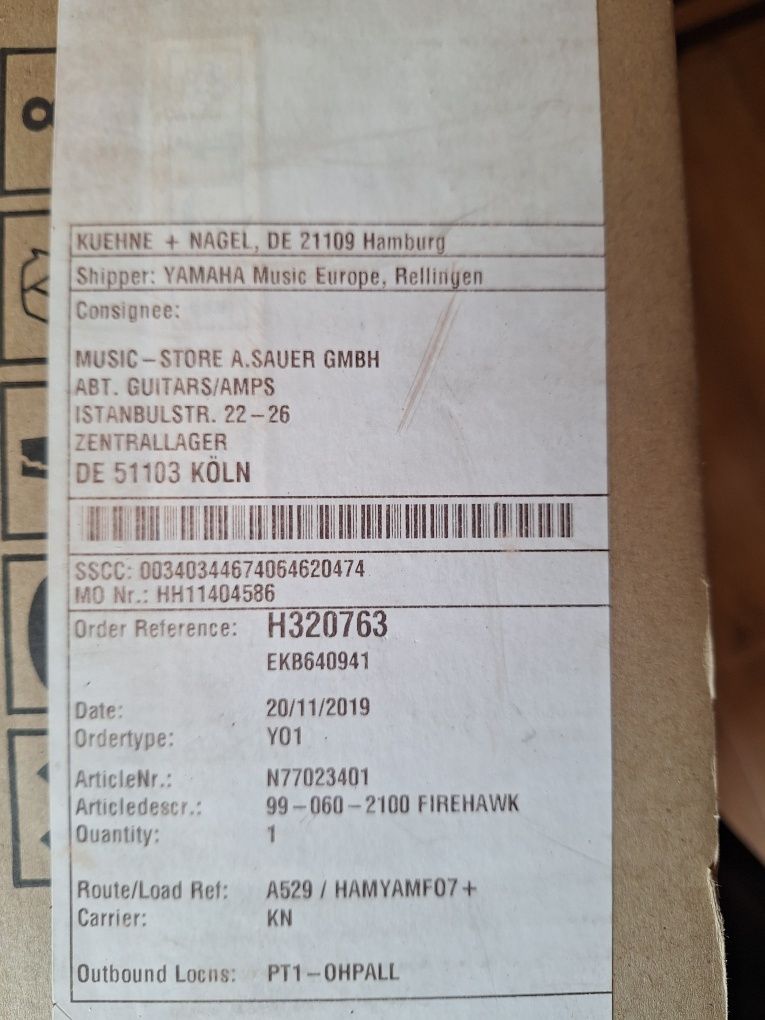 KUEHNE + NAGEL, DE 21109 Hamburg
Shipper: YAMAHA Music Europe, Rellingen
Consignee:
MUSIC-STORE A.SAUER GMBH
ABT. GUITARS/AMPS
ISTANBULSTR. 22-26
ZENTRALLAGER
DE 51103 KÖLN
SSCC: 00340344674064620474
MO Nr.: HH11404586
Order Reference: H320763
EKB640941
Date: 20/11/2019
Ordertype: Y01
ArticleNr.: N77023401
Articledescr.: 99-060-2100 FIREHAWK
Quantity: 1
Route/Load Ref: A529 / HAMYAMF07+
Carrier: KN
Outbound Locns: PT1-OHPALL